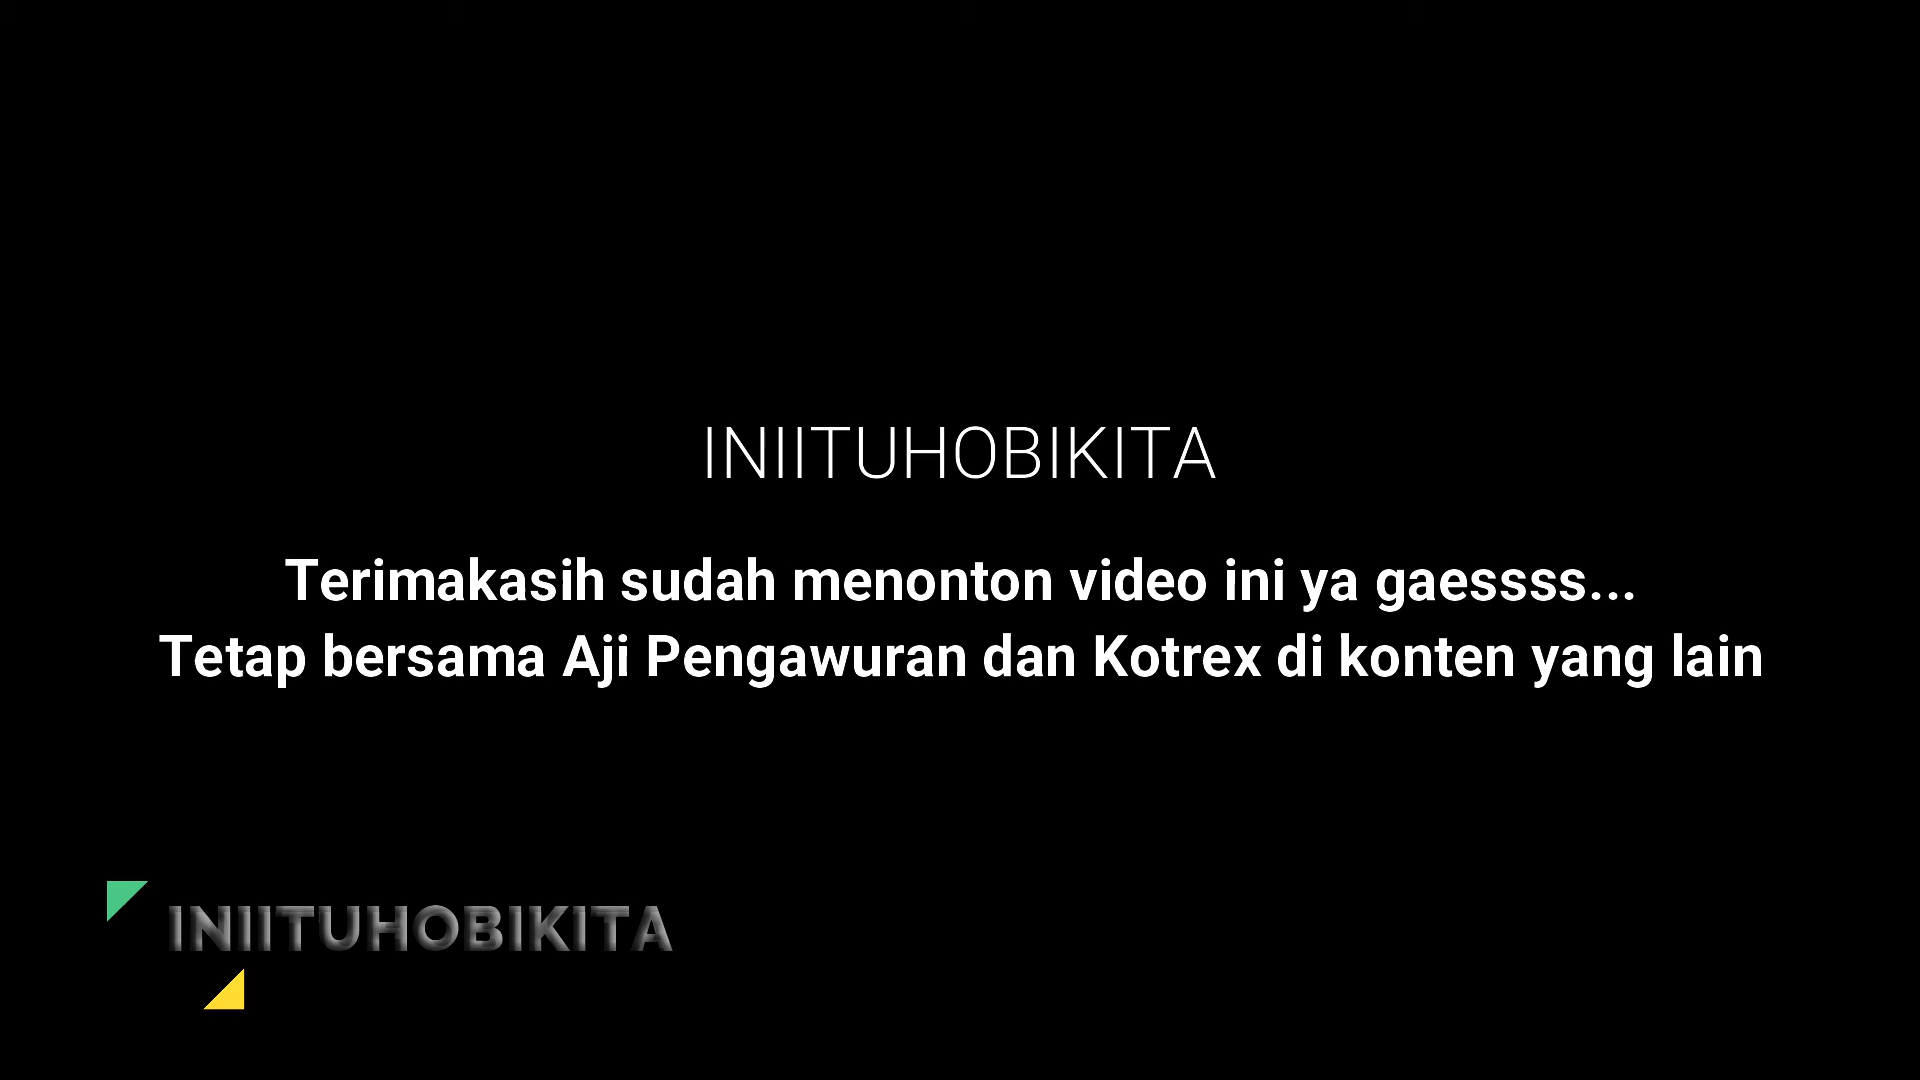 INIITUHOBIKITA
Terimakasih sudah menonton video ini ya gaessss...
Tetap bersama Aji Pengawuran dan Kotrex di konten yang lain
INIITUHOBIKITA